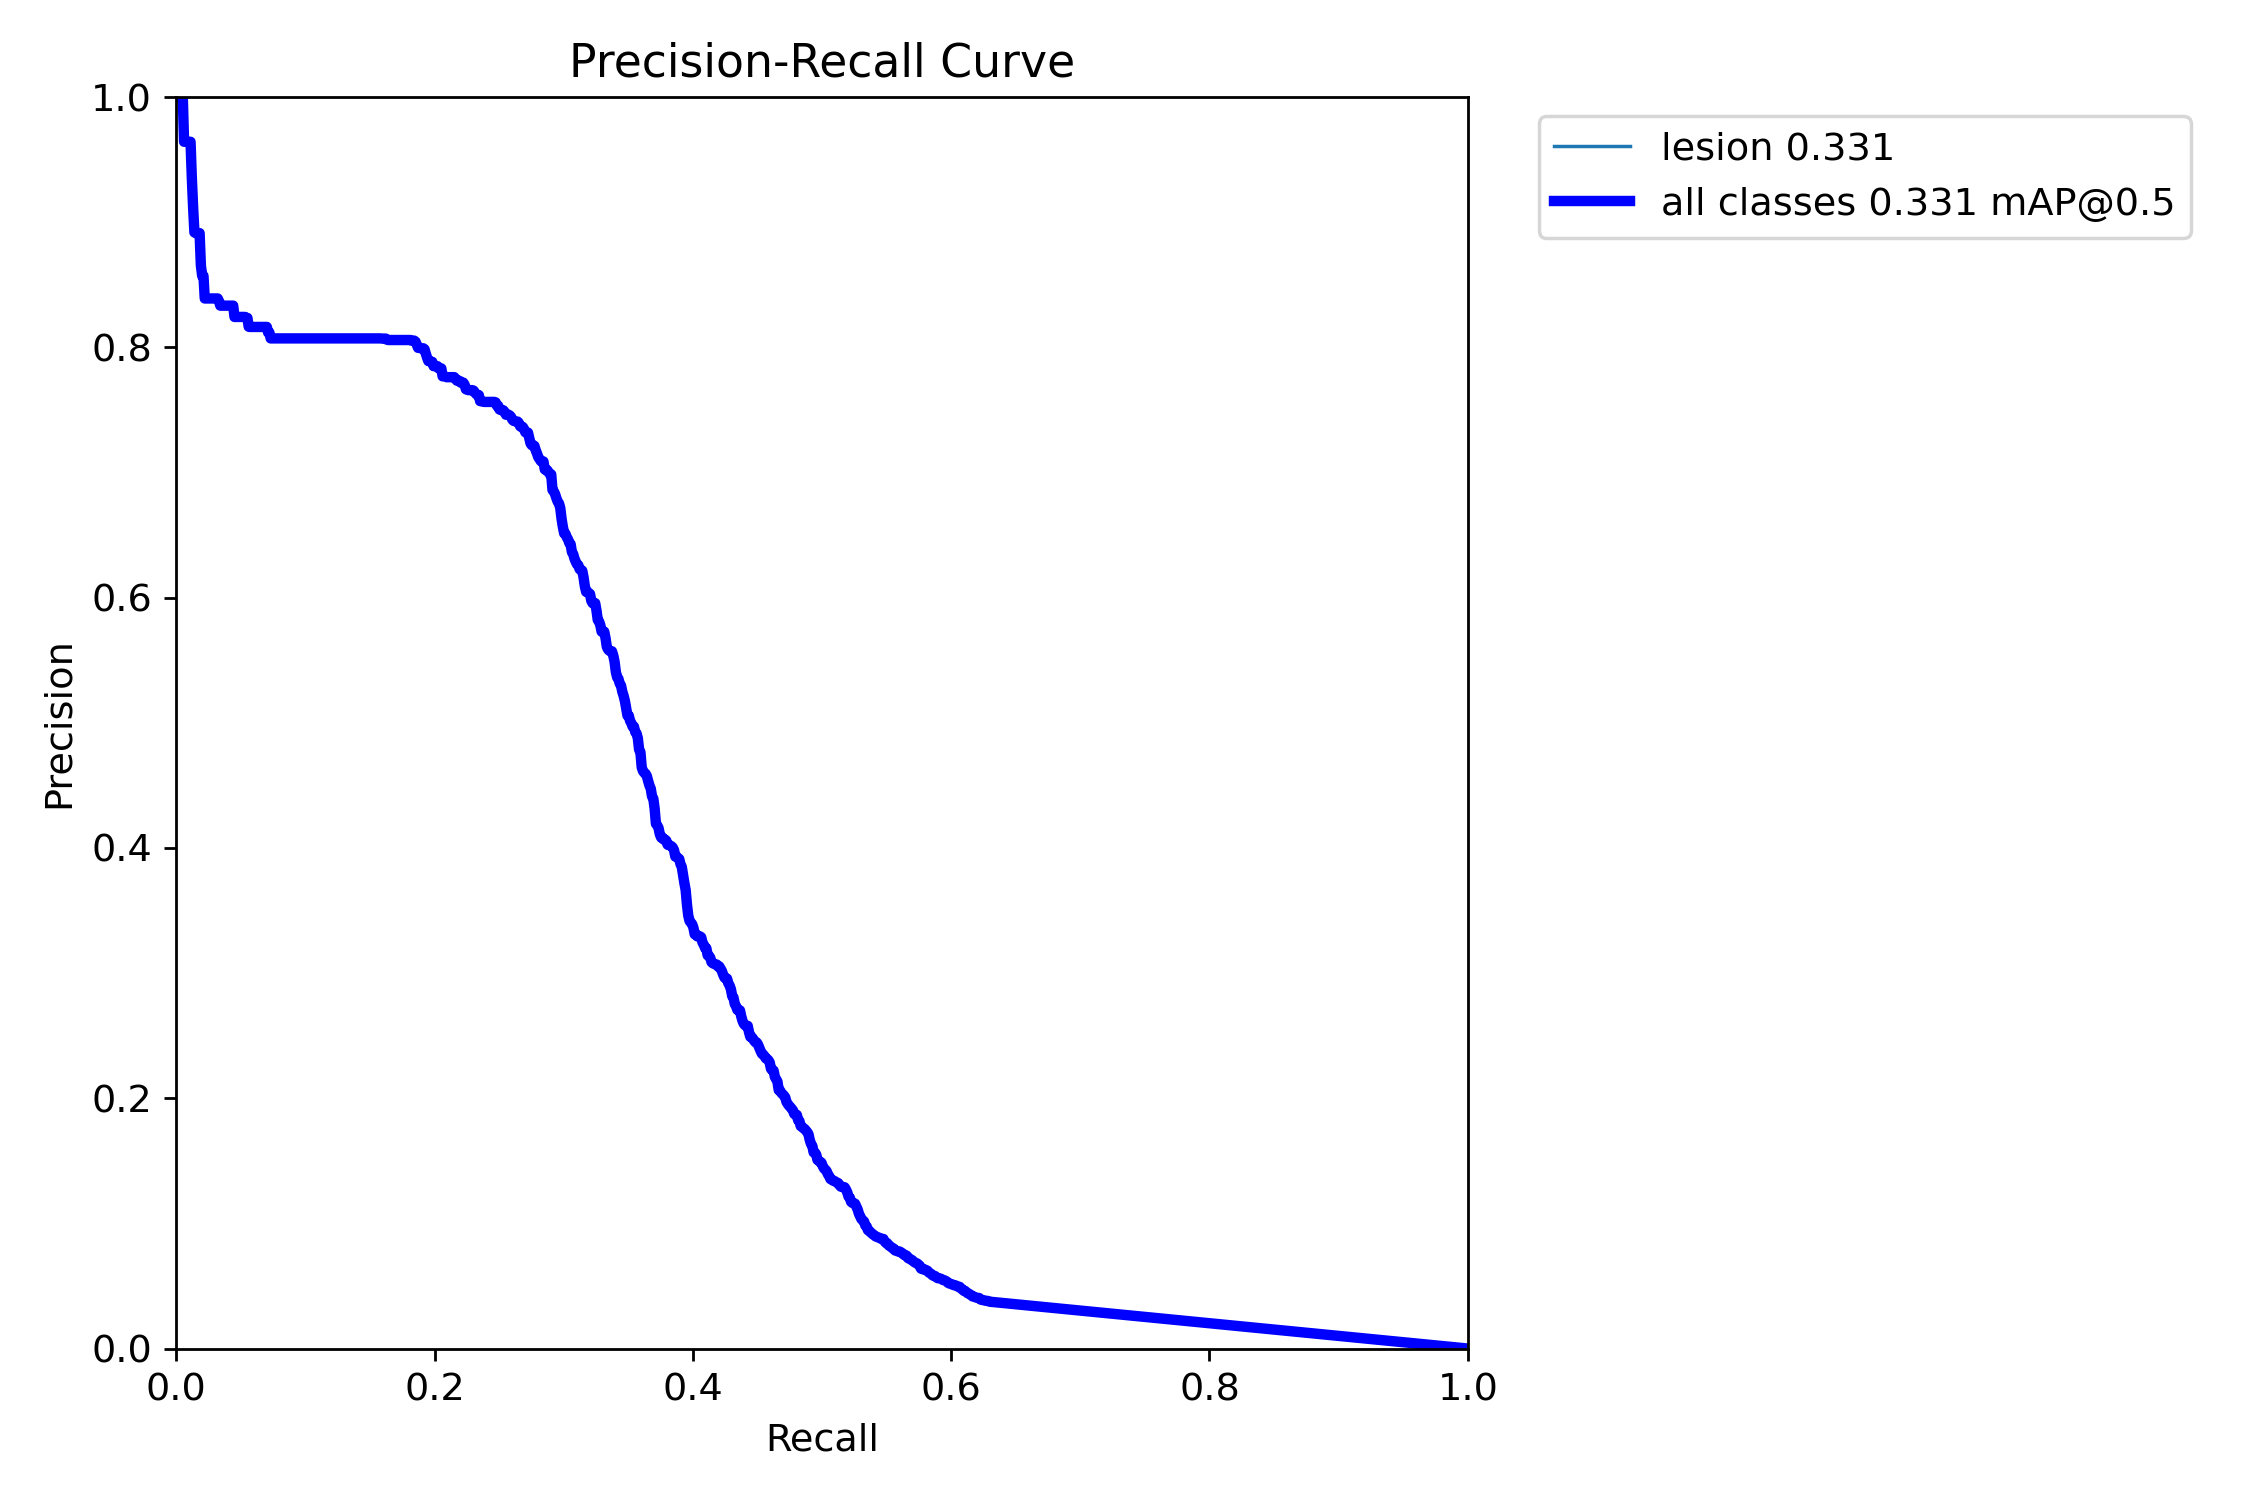 Precision-Recall Curve
lesion 0.331
all classes 0.331 mAP@0.5
Precision
1.0
0.8
0.6
0.4
0.2
0.0
0.0 0.2 0.4 0.6 0.8 1.0
Recall